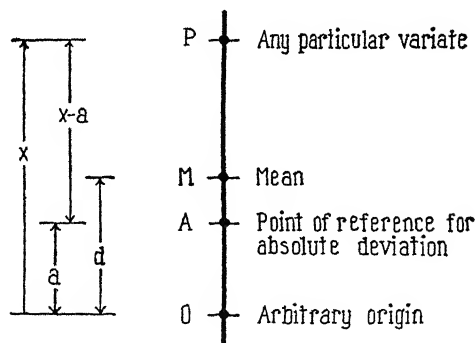 P Any particular variate
x-a
x
M Mean
A Point of reference for
absolute deviation
d
a
O Arbitrary origin